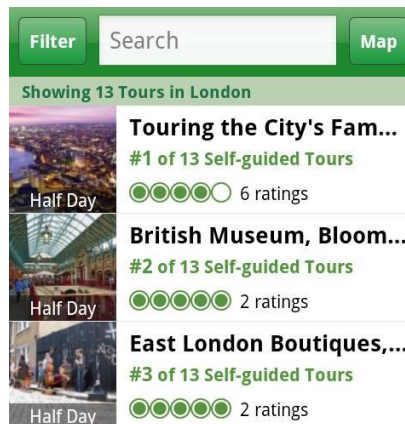 Filter Search Map
Showing 13 Tours in London
Touring the City's Fam...
#1 of 13 Self-guided Tours
Half Day 6 ratings
British Museum, Bloom...
#2 of 13 Self-guided Tours
Half Day 2 ratings
East London Boutiques,...
#3 of 13 Self-guided Tours
Half Day 2 ratings